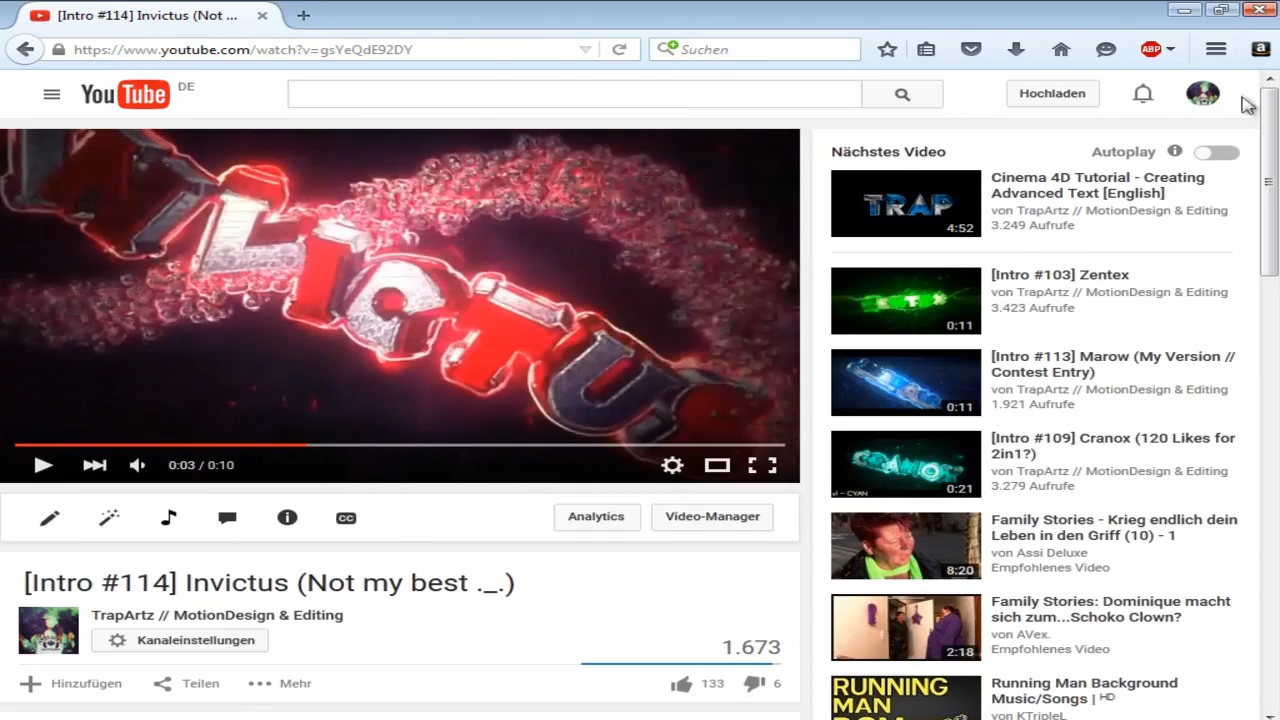 [Intro #114] Invictus (Not my ...
https://www.youtube.com/watch?v=gsYeQdE92DY
Suchen
ABP
a
YouTube DE
Hochladen
0:03 / 0:10
CC
Analytics
Video-Manager
[Intro #114] Invictus (Not my best ._.)
TrapArtz // MotionDesign & Editing
Kanaleinstellungen
1.673
Hinzufügen
Teilen
Mehr
133
6
Nächstes Video
Autoplay
TRAP
4:52
Cinema 4D Tutorial - Creating
Advanced Text [English]
von TrapArtz // MotionDesign & Editing
3.249 Aufrufe
0:11
[Intro #103] Zentex
von TrapArtz // MotionDesign & Editing
3.423 Aufrufe
0:11
[Intro #113] Marow (My Version //
Contest Entry)
von TrapArtz // MotionDesign & Editing
1.921 Aufrufe
CRANOX
0:21
[Intro #109] Cranox (120 Likes for
2in1?)
von TrapArtz // MotionDesign & Editing
3.279 Aufrufe
8:20
Family Stories - Krieg endlich dein
Leben in den Griff (10) - 1
von Assi Deluxe
Empfohlenes Video
2:18
Family Stories: Dominique macht
sich zum...Schoko Clown?
von AVex.
Empfohlenes Video
RUNNING
MAN
Running Man Background
Music/Songs | HD
von KTripleL